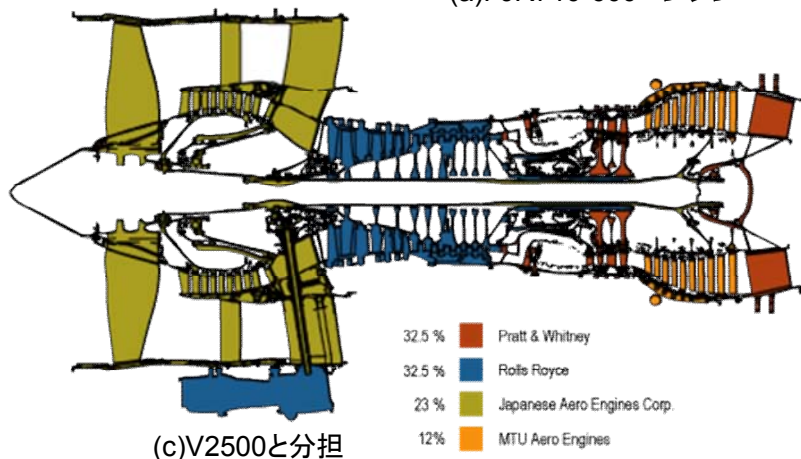 32.5 % Pratt & Whitney
32.5 % Rolls Royce
23 % Japanese Aero Engines Corp.
12% MTU Aero Engines
(c)V2500と分担